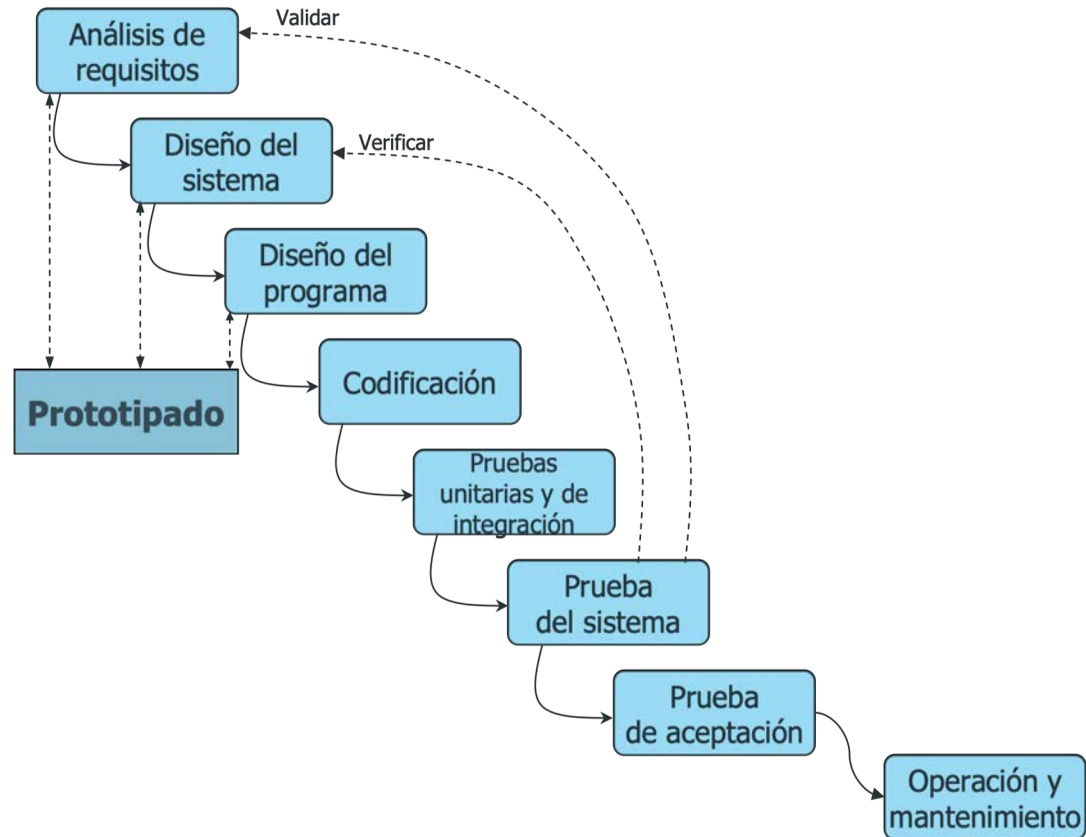 Validar
Análisis de
requisitos
Verificar
Diseño del
sistema
Diseño del
programa
Codificación
Prototipado
Pruebas
unitarias y de
integración
Prueba
del sistema
Prueba
de aceptación
Operación y
mantenimiento